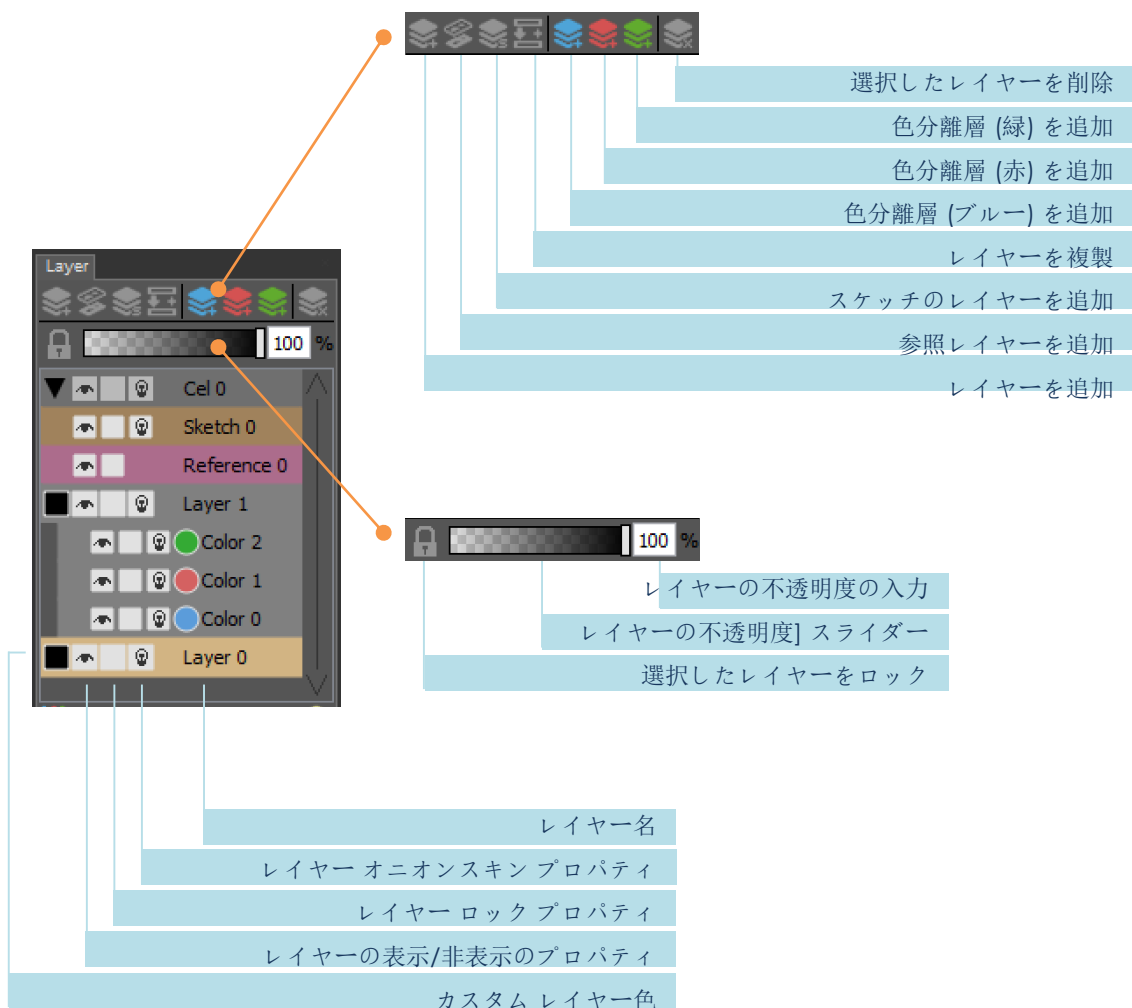 選択したレイヤーを削除
色分離層 (緑) を追加
色分離層 (赤) を追加
色分離層 (ブルー) を追加
レイヤーを複製
スケッチのレイヤーを追加
参照レイヤーを追加
レイヤーを追加
Layer
100 %
Cel 0
Sketch 0
Reference 0
Layer 1
Color 2
Color 1
Color 0
Layer 0
100 %
レイヤーの不透明度の入力
レイヤーの不透明度] スライダー
選択したレイヤーをロック
レイヤー名
レイヤー オニオンスキン プロパティ
レイヤー ロック プロパティ
レイヤーの表示/非表示のプロパティ
カスタム レイヤー色